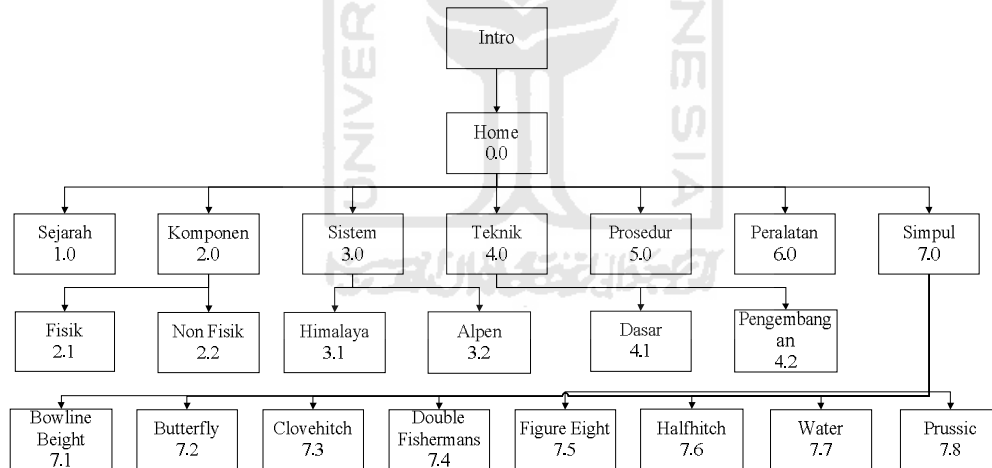 Intro
Home
0.0
Sejarah
1.0
Komponen
2.0
Sistem
3.0
Teknik
4.0
Prosedur
5.0
Peralatan
6.0
Simpul
7.0
Fisik
2.1
Non Fisik
2.2
Himalaya
3.1
Alpen
3.2
Dasar
4.1
Pengembang
an
4.2
Bowline
Beight
7.1
Butterfly
7.2
Clovehitch
7.3
Double
Fishermans
7.4
Figure Eight
7.5
Halfhitch
7.6
Water
7.7
Prussic
7.8
UNIVER
NESIA